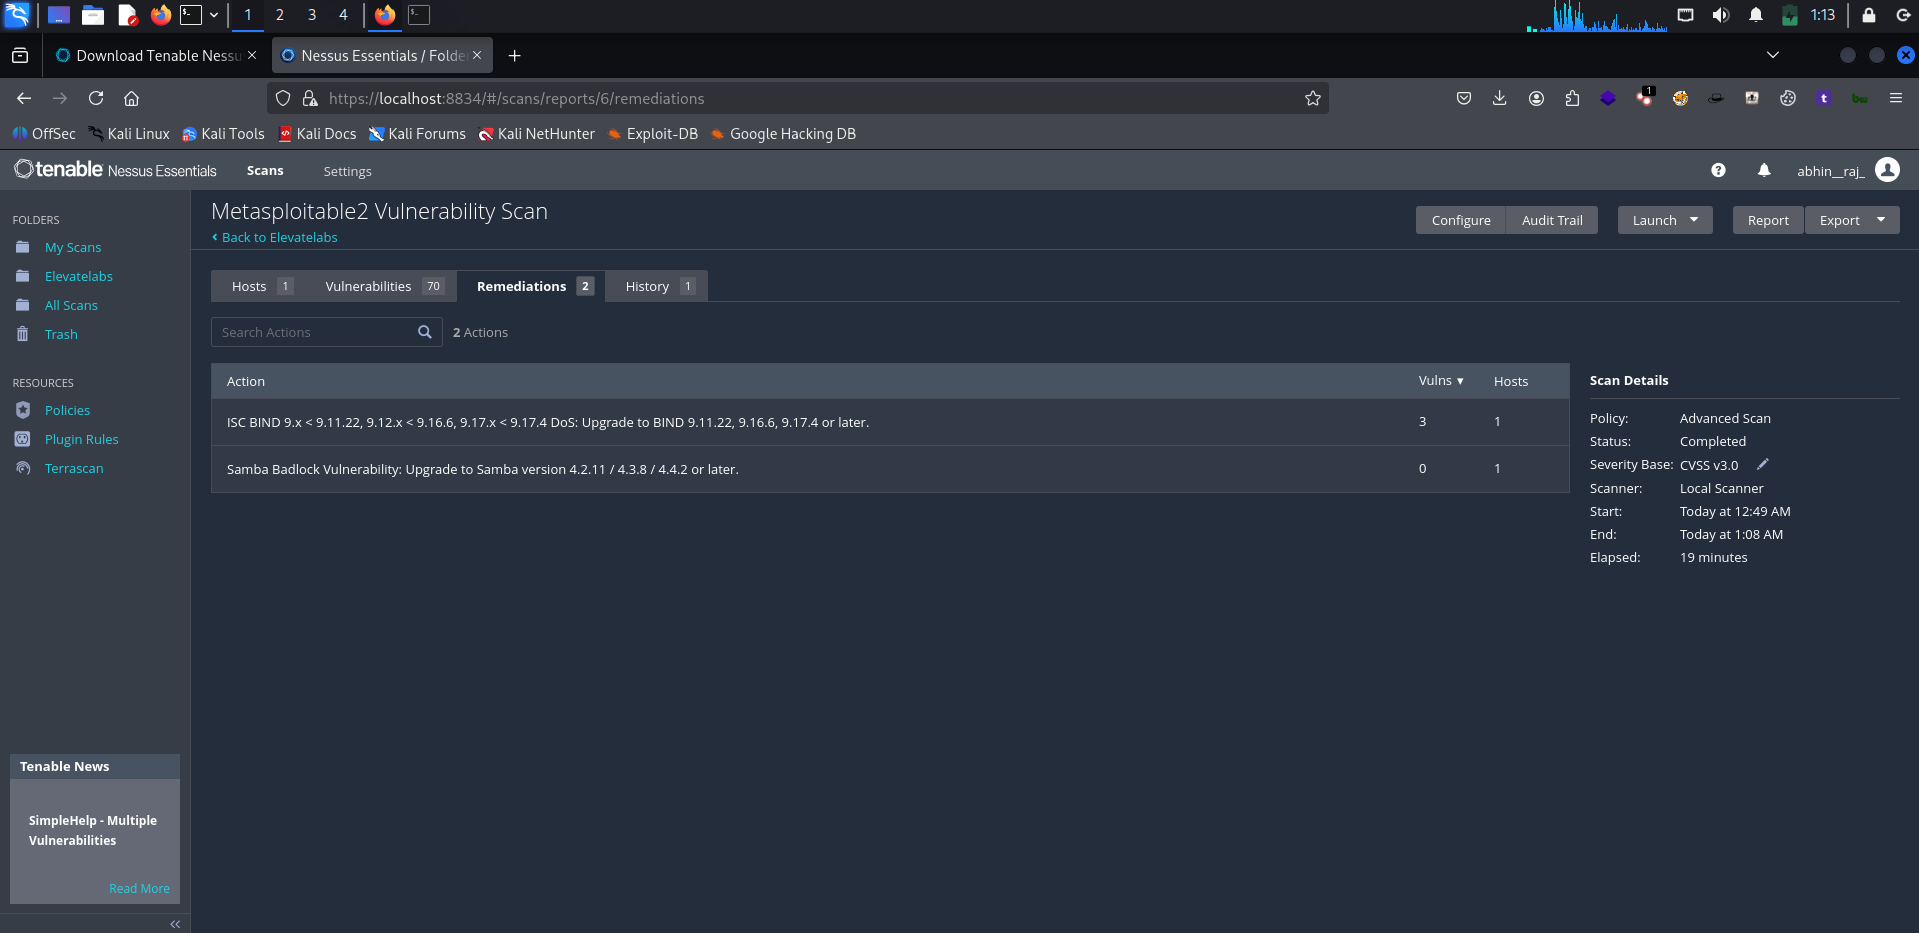 1 2 3 4
1:13
Download Tenable Nessu
Nessus Essentials / Folde
1
https://localhost:8834/#/scans/reports/6/remediations
OffSec Kali Linux Kali Tools Kali Docs Kali Forums Kali NetHunter Exploit-DB Google Hacking DB
tenable Nessus Essentials Scans Settings abhin__raj_
FOLDERS
My Scans
Elevatelabs
All Scans
Trash
RESOURCES
Policies
Plugin Rules
Terrascan
Tenable News
SimpleHelp - Multiple
Vulnerabilities
Read More
Metasploitable2 Vulnerability Scan
Back to Elevatelabs
Configure Audit Trail Launch Report Export
Hosts 1 Vulnerabilities 70 Remediations 2 History 1
Search Actions 2 Actions
Action Vulns Hosts
ISC BIND 9.x < 9.11.22, 9.12.x < 9.16.6, 9.17.x < 9.17.4 DoS: Upgrade to BIND 9.11.22, 9.16.6, 9.17.4 or later. 3 1
Samba Badlock Vulnerability: Upgrade to Samba version 4.2.11 / 4.3.8 / 4.4.2 or later. 0 1
Scan Details
Policy: Advanced Scan
Status: Completed
Severity Base: CVSS v3.0
Scanner: Local Scanner
Start: Today at 12:49 AM
End: Today at 1:08 AM
Elapsed: 19 minutes